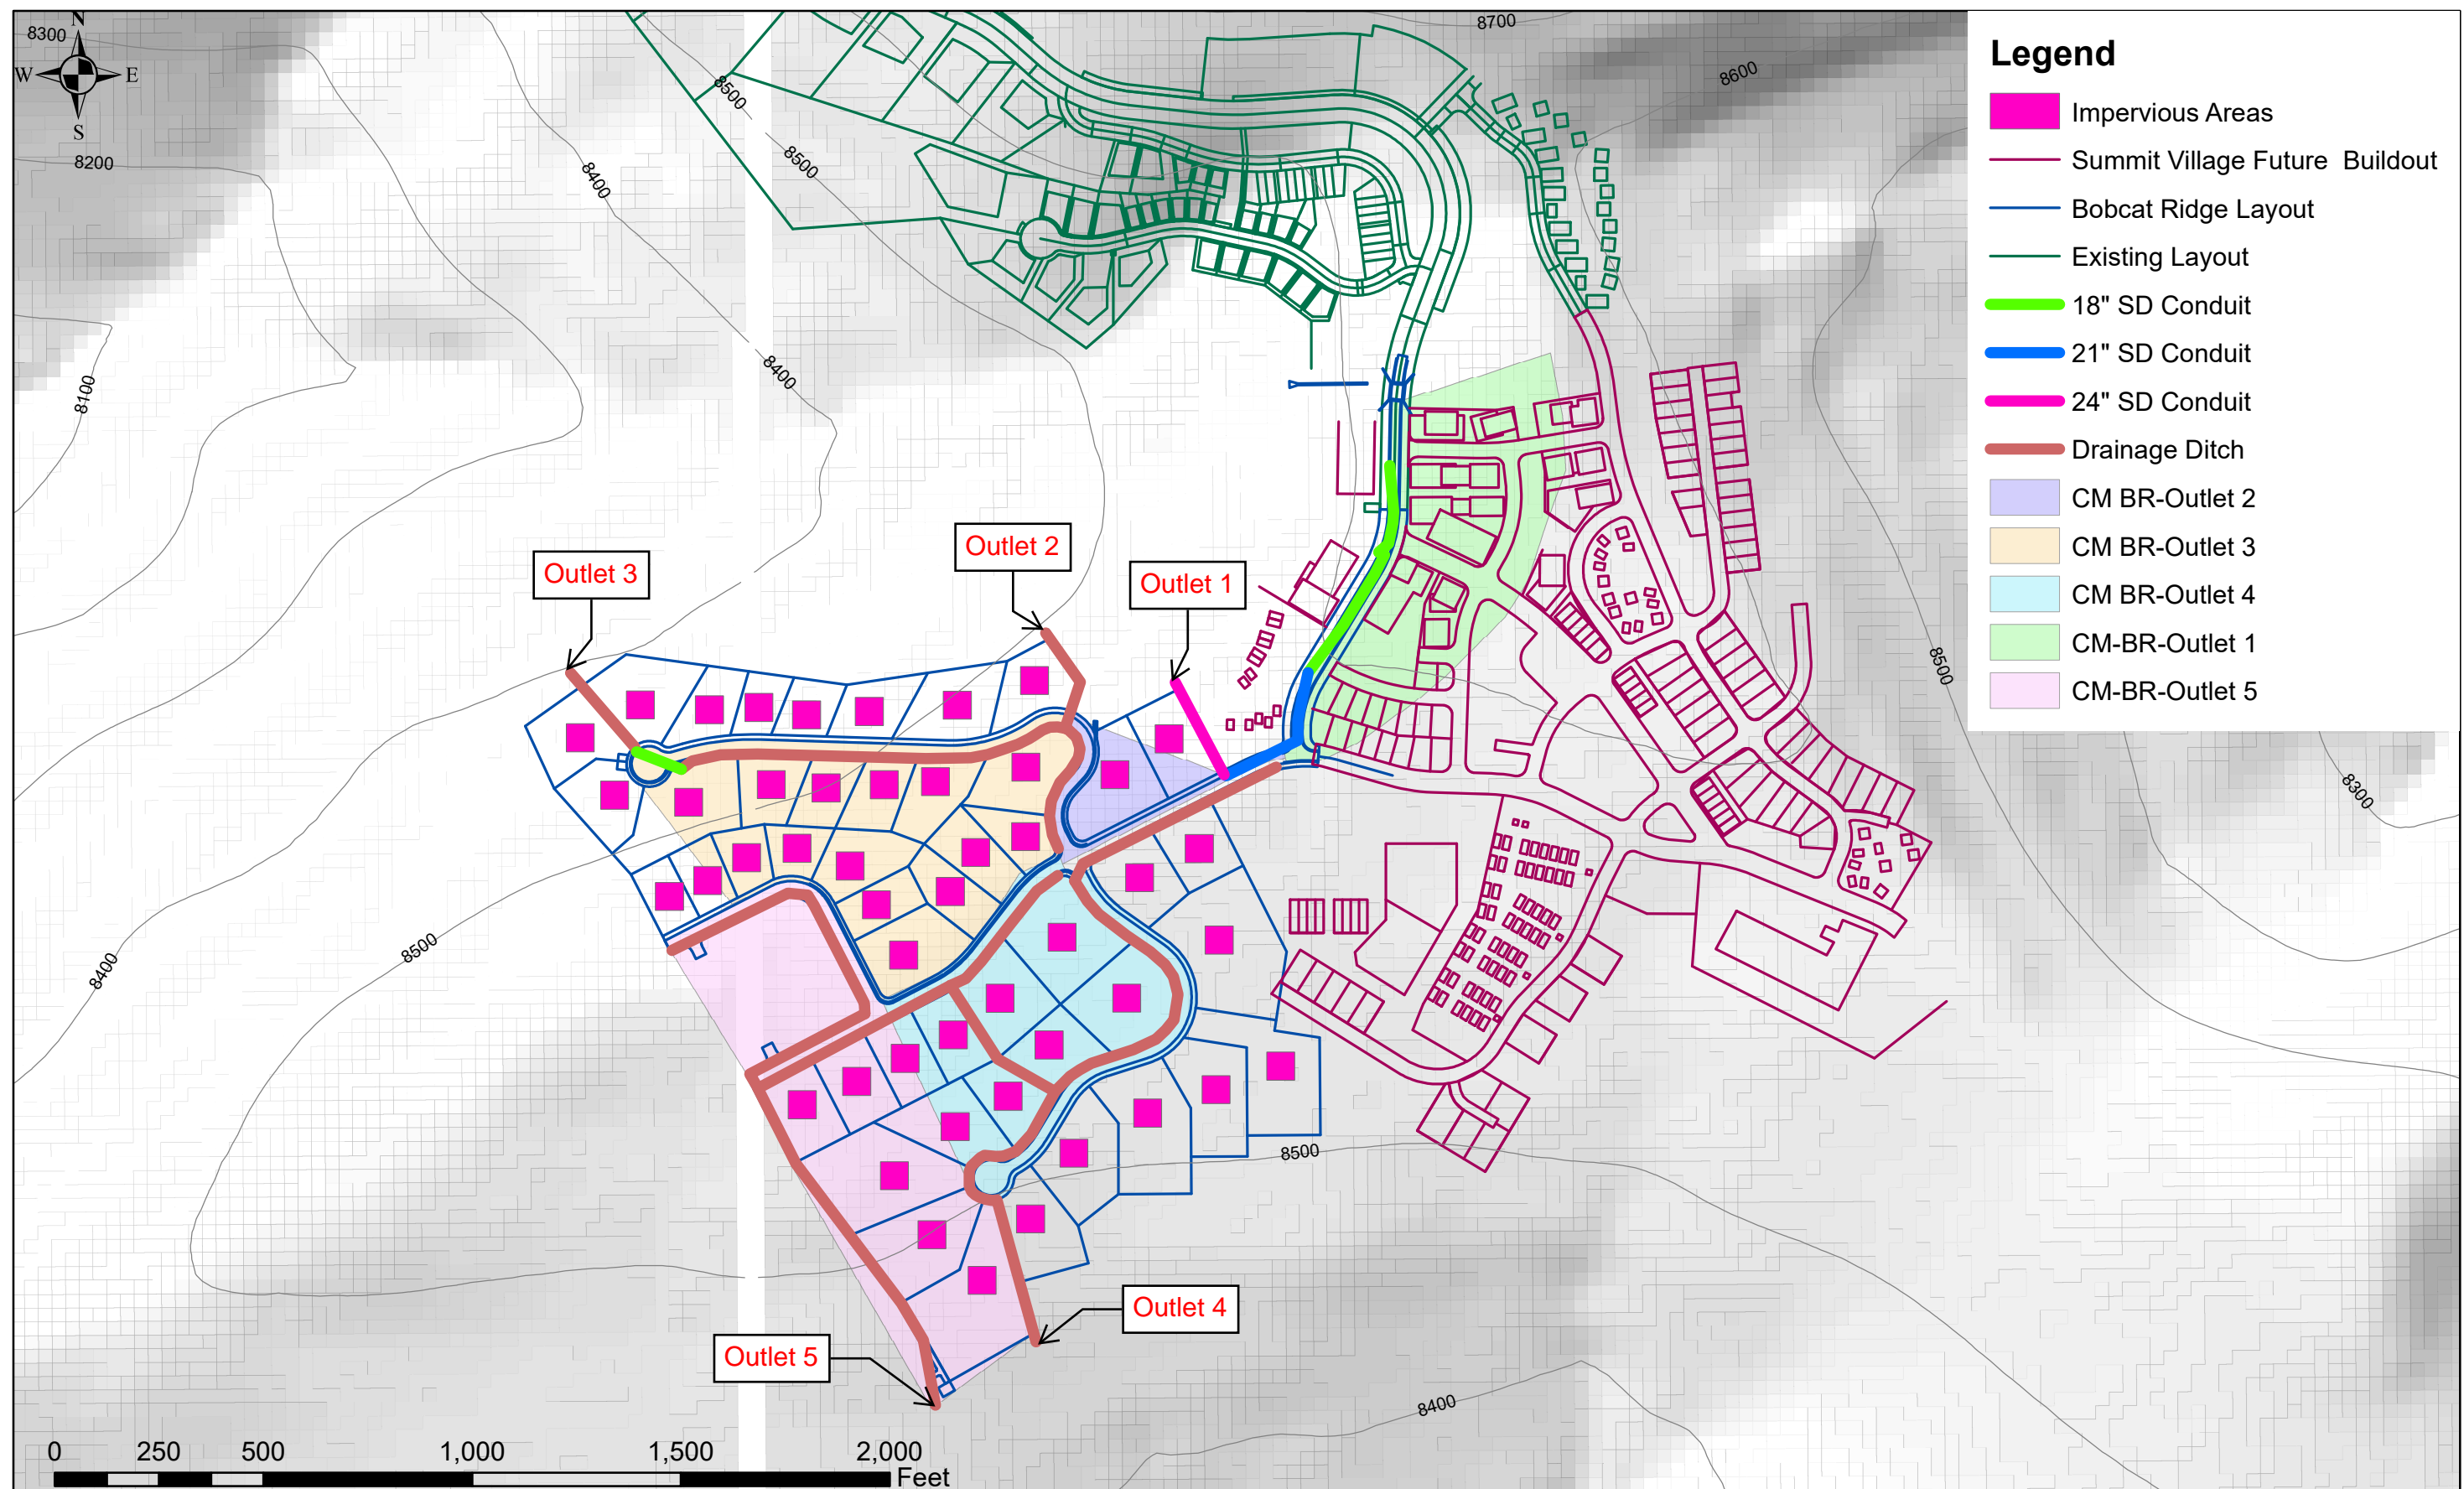 N
W
E
S
8300
8200
8100
8500
8400
8500
8400
8700
8600
Legend
Impervious Areas
Summit Village Future Buildout
Bobcat Ridge Layout
Existing Layout
18" SD Conduit
21" SD Conduit
24" SD Conduit
Drainage Ditch
CM BR-Outlet 2
CM BR-Outlet 3
CM BR-Outlet 4
CM-BR-Outlet 1
CM-BR-Outlet 5
Outlet 3
Outlet 2
Outlet 1
8500
8300
8400
8500
8500
Outlet 4
Outlet 5
8400
0
250
500
1,000
1,500
2,000
Feet